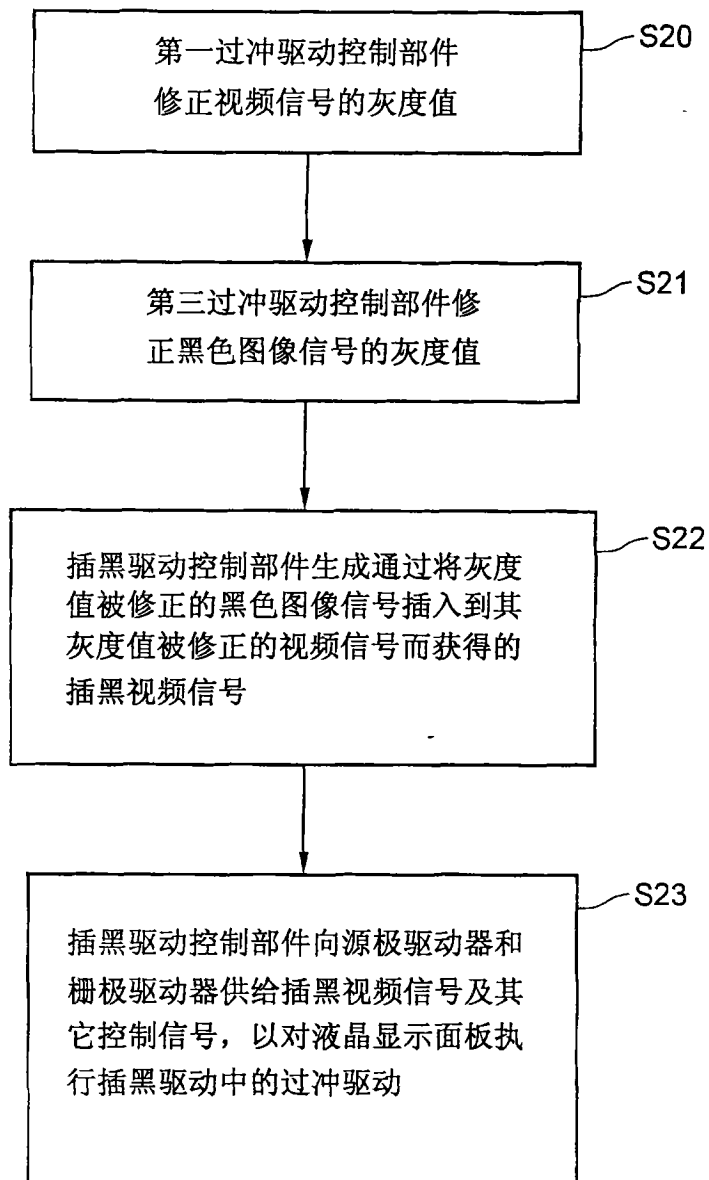 第一过冲驱动控制部件
修正视频信号的灰度值
S20
第三过冲驱动控制部件修
正黑色图像信号的灰度值
S21
插黑驱动控制部件生成通过将灰度
值被修正的黑色图像信号插入到其
灰度值被修正的视频信号而获得的
插黑视频信号
S22
插黑驱动控制部件向源极驱动器和
栅极驱动器供给插黑视频信号及其
它控制信号，以对液晶显示面板执
行插黑驱动中的过冲驱动
S23